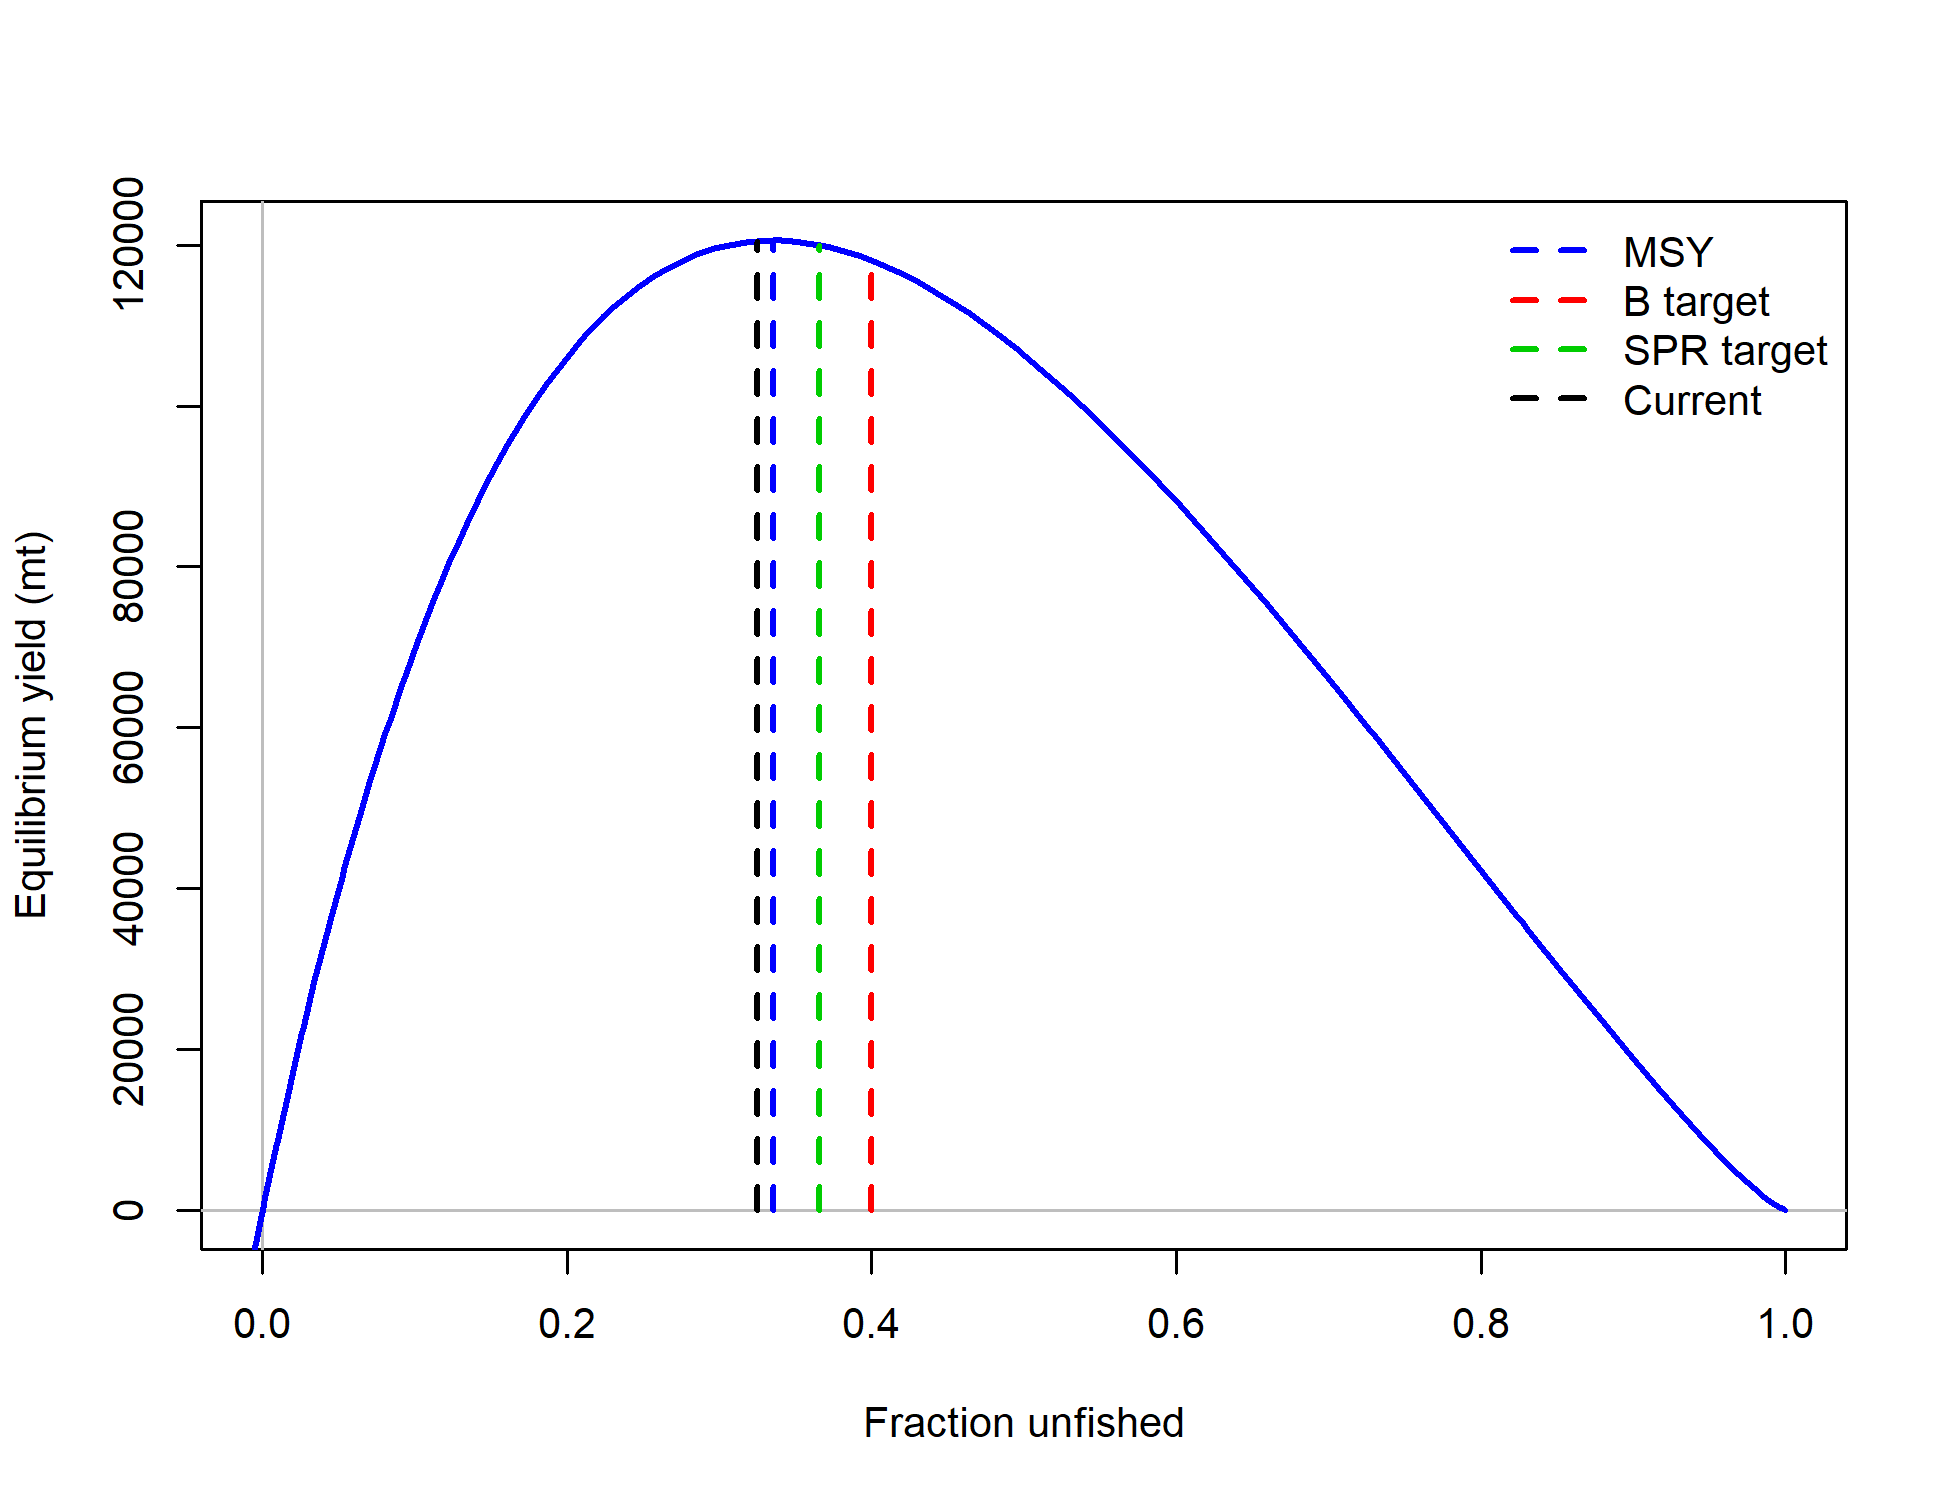 MSY
B target
SPR target
Current
Equilibrium yield (mt)
120000
80000
60000
40000
20000
0
0.0 0.2 0.4 0.6 0.8 1.0
Fraction unfished